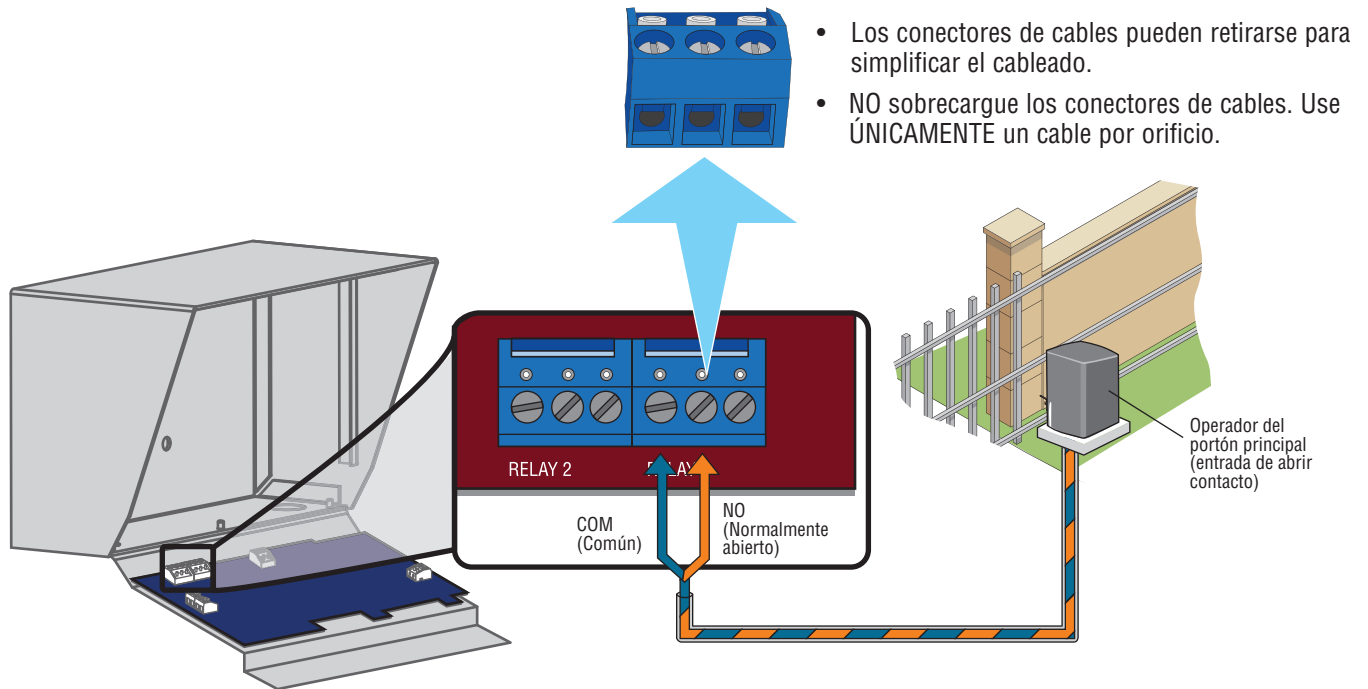 • Los conectores de cables pueden retirarse para
simplificar el cableado.
• NO sobrecargue los conectores de cables. Use
ÚNICAMENTE un cable por orificio.
Operador del
portón principal
(entrada de abrir
contacto)
RELAY 2
COM
(Común)
NO
(Normalmente
abierto)